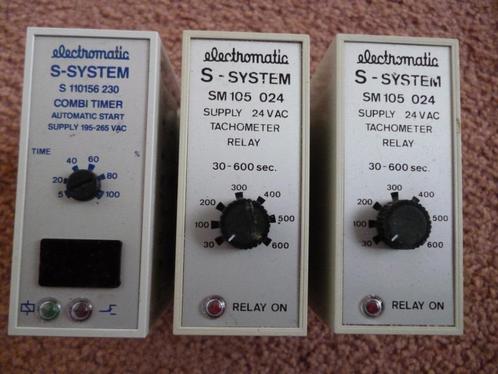 electromatic
S-SYSTEM
S 110156 230
COMBI TIMER
AUTOMATIC START
SUPPLY 195-265 VAC
TIME %
40 60
20 80
5 100
electromatic
S - SYSTEM
SM 105 024
SUPPLY 24 VAC
TACHOMETER
RELAY
30-600 sec.
300
200 400
100 500
30 600
RELAY ON
electromatic
S - SYSTEM
SM 105 024
SUPPLY 24 VAC
TACHOMETER
RELAY
30-600 sec.
300
200 400
100 500
30 600
RELAY ON